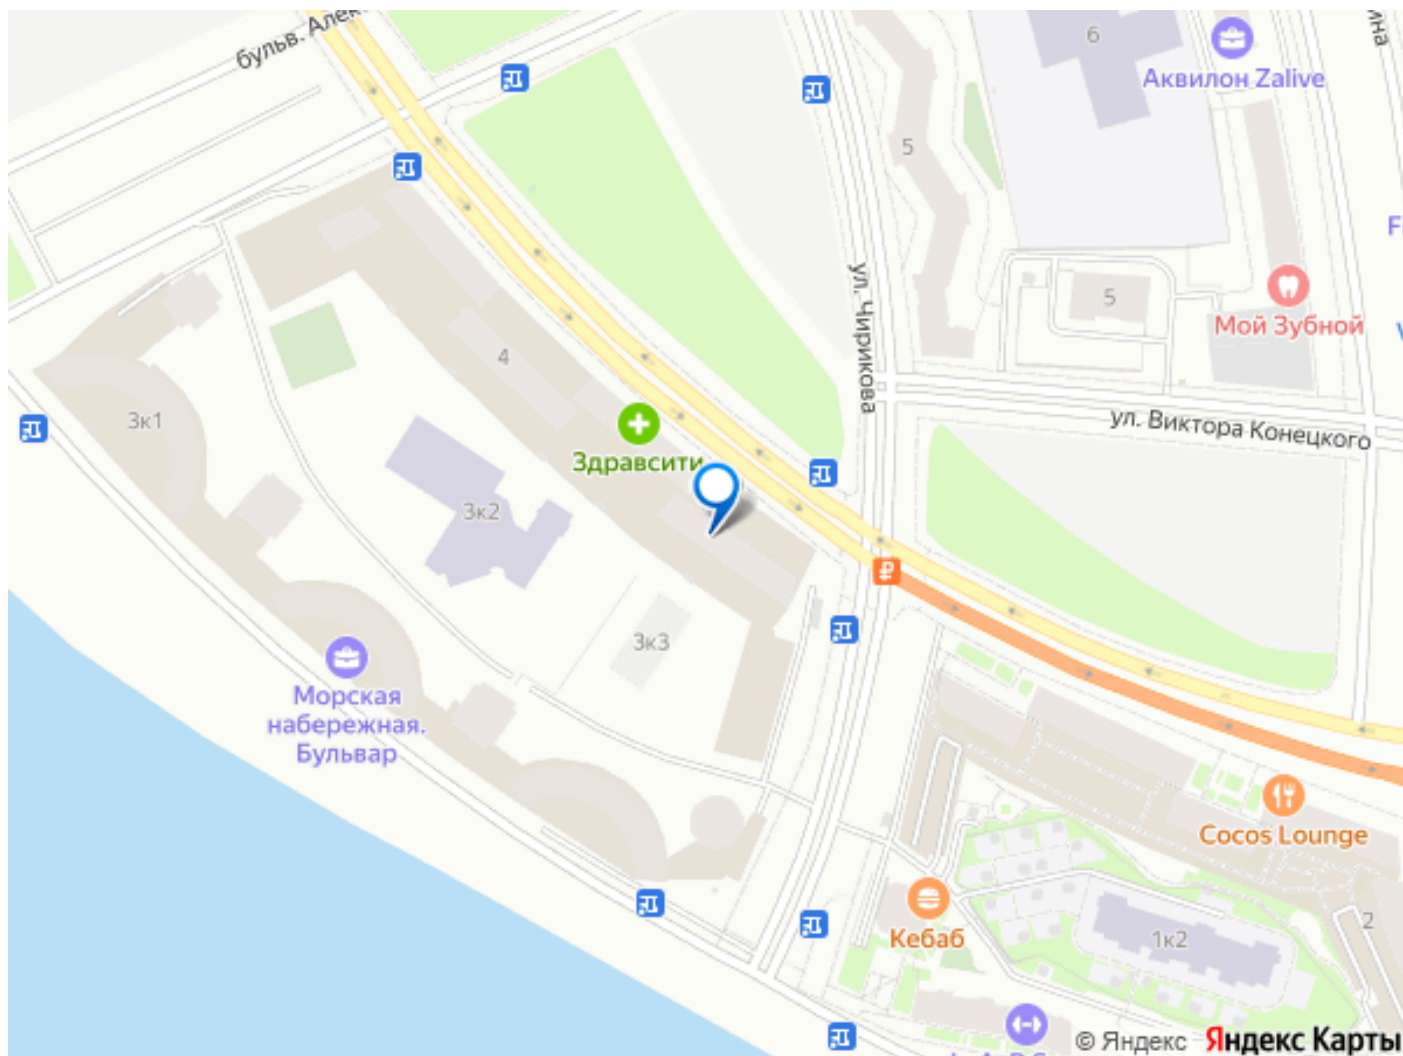 бульв. Алек
6
Аквилон Zalive
5
ул. Чирикова
5
Мой Зубной
4
3к1
Здравсити
ул. Виктора Конецкого
3к2
3к3
Морская
набережная.
Бульвар
Cocos Lounge
Кебаб
1к2
2
© Яндекс Яндекс Карты